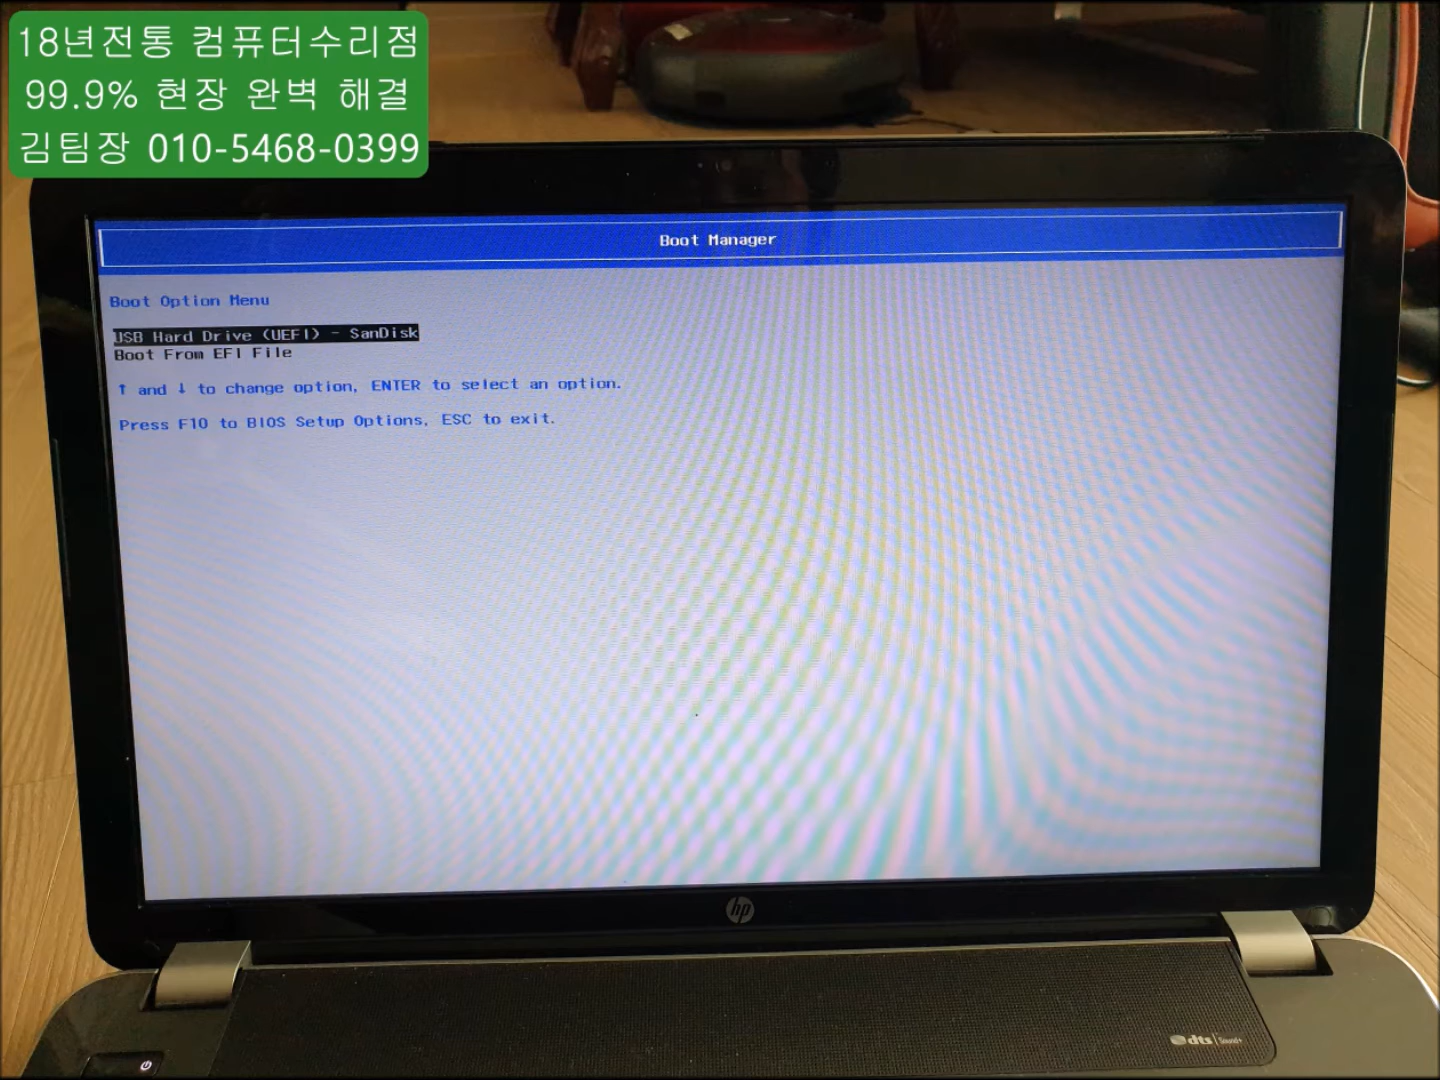 18년전통 컴퓨터수리점
99.9% 현장 완벽 해결
김팀장 010-5468-0399
Boot Manager
Boot Option Menu
USB Hard Drive (UEFI) - SanDisk
Boot From EFI File
↑ and ↓ to change option, ENTER to select an option.
Press F10 to BIOS Setup Options, ESC to exit.
hp
dts Sound+